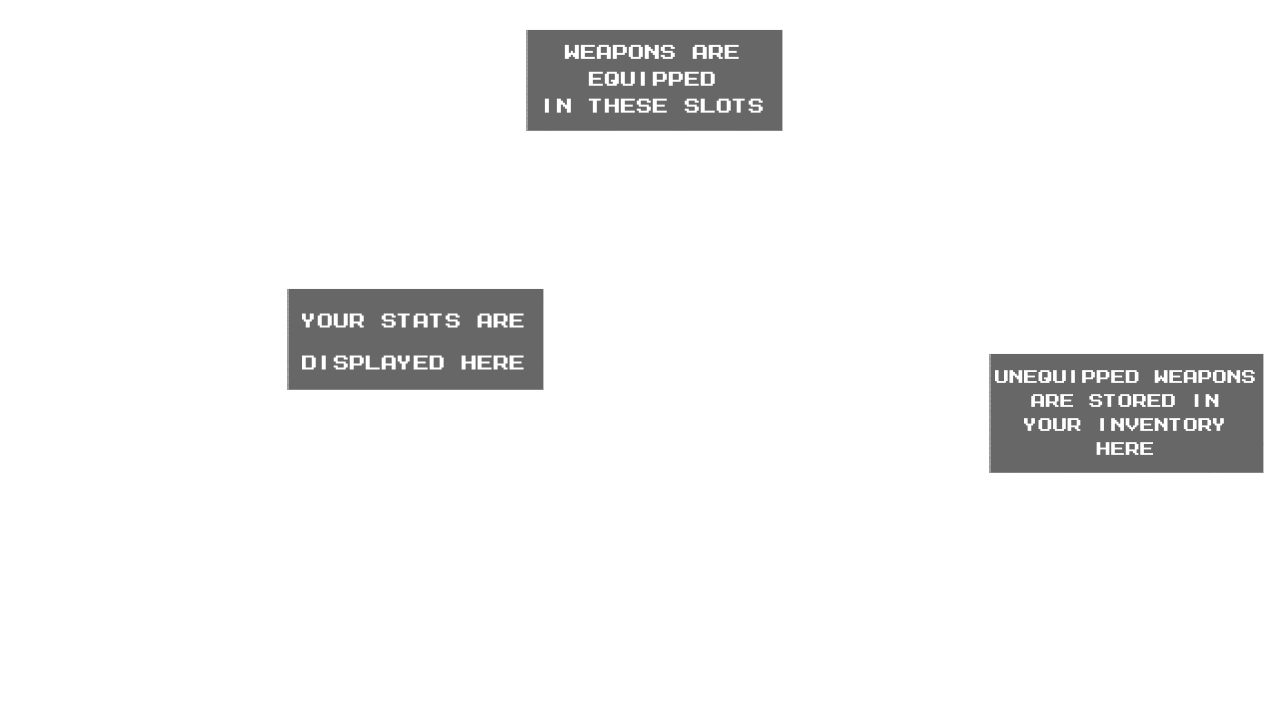 WEAPONS ARE
EQUIPPED
IN THESE SLOTS
YOUR STATS ARE
DISPLAYED HERE
UNEQUIPPED WEAPONS
ARE STORED IN
YOUR INVENTORY
HERE